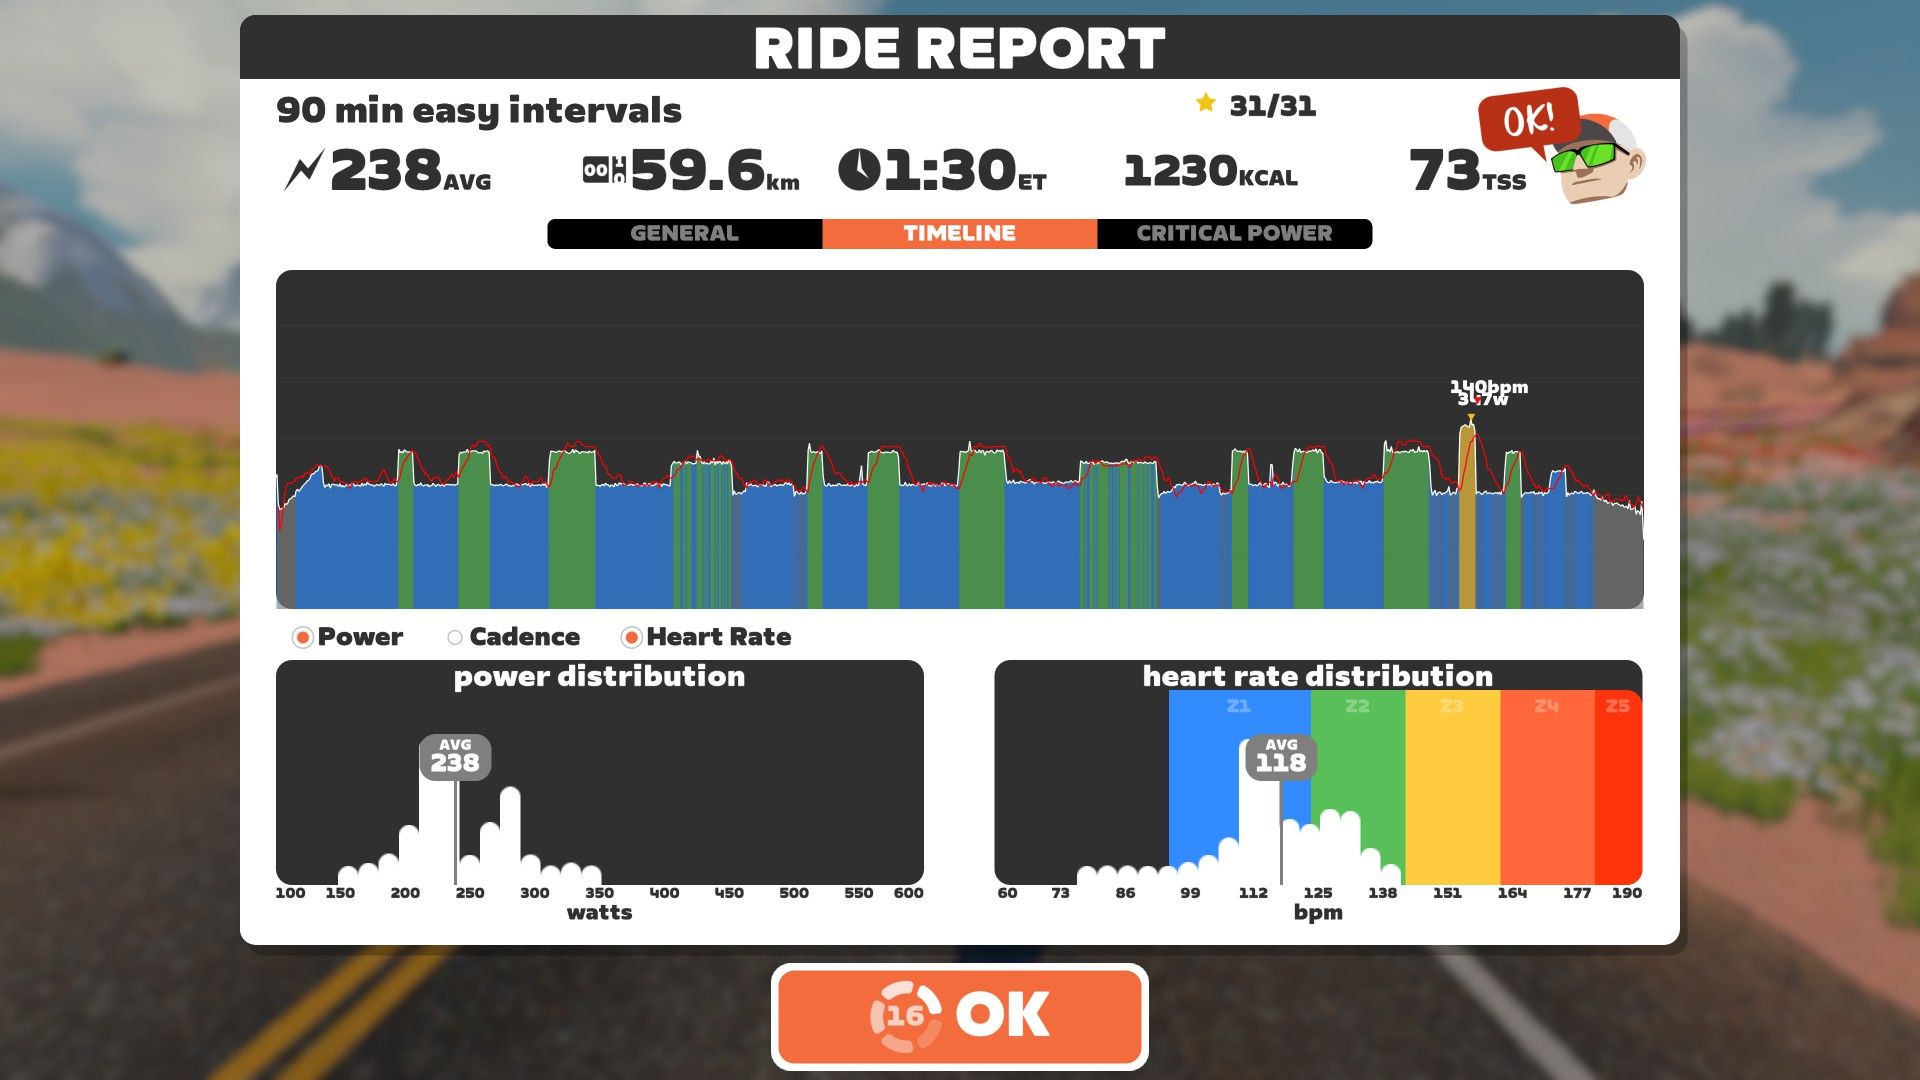 RIDE REPORT
90 min easy intervals
31/31
OK!
238AVG
00
59.6km
1:30ET
1230KCAL
73TSS
GENERAL
TIMELINE
CRITICAL POWER
140bpm
347w
Power
Cadence
Heart Rate
power distribution
AVG
238
100 150 200 250 300 350 400 450 500 550 600
watts
heart rate distribution
Z1 Z2 Z3 Z4 Z5
AVG
118
60 73 86 99 112 125 138 151 164 177 190
bpm
16 OK